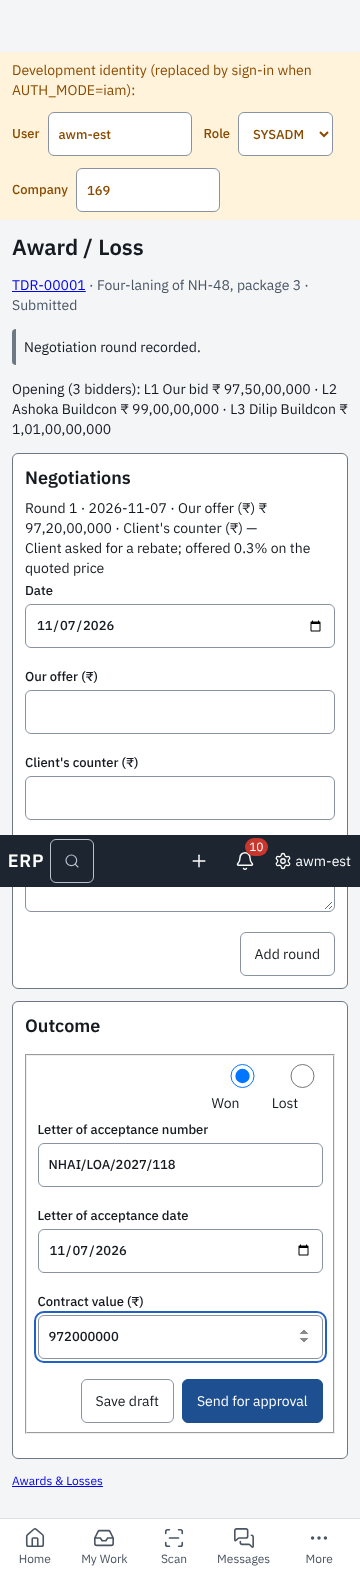 Development identity (replaced by sign-in when
AUTH_MODE=iam):
User awm-est Role SYSADM
Company 169
Award / Loss
TDR-00001 · Four-laning of NH-48, package 3 ·
Submitted
Negotiation round recorded.
Opening (3 bidders): L1 Our bid ₹ 97,50,00,000 · L2
Ashoka Buildcon ₹ 99,00,00,000 · L3 Dilip Buildcon ₹
1,01,00,00,000
Negotiations
Round 1 · 2026-11-07 · Our offer (₹) ₹
97,20,00,000 · Client's counter (₹) —
Client asked for a rebate; offered 0.3% on the
quoted price
Date
11/07/2026
Our offer (₹)
Client's counter (₹)
ERP 10 awm-est
Add round
Outcome
Won Lost
Letter of acceptance number
NHAI/LOA/2027/118
Letter of acceptance date
11/07/2026
Contract value (₹)
972000000
Save draft Send for approval
Awards & Losses
Home My Work Scan Messages More